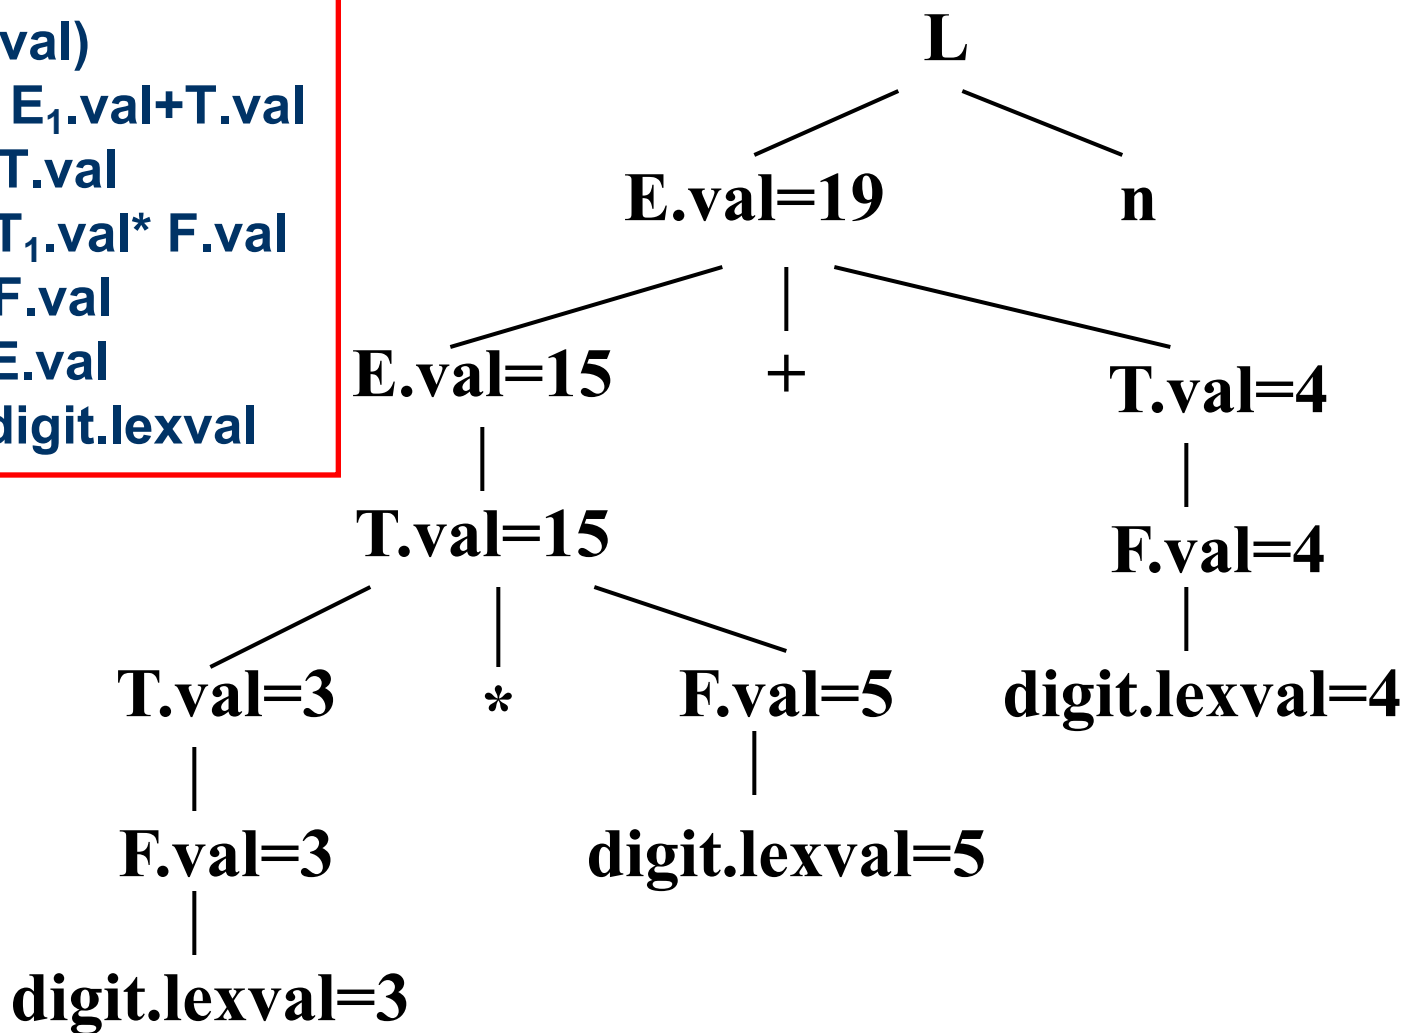 val)
E₁.val+T.val
T.val
T₁.val* F.val
F.val
E.val
digit.lexval
L
E.val=19 n
E.val=15 + T.val=4
T.val=15 F.val=4
T.val=3 * F.val=5 digit.lexval=4
F.val=3 digit.lexval=5
digit.lexval=3